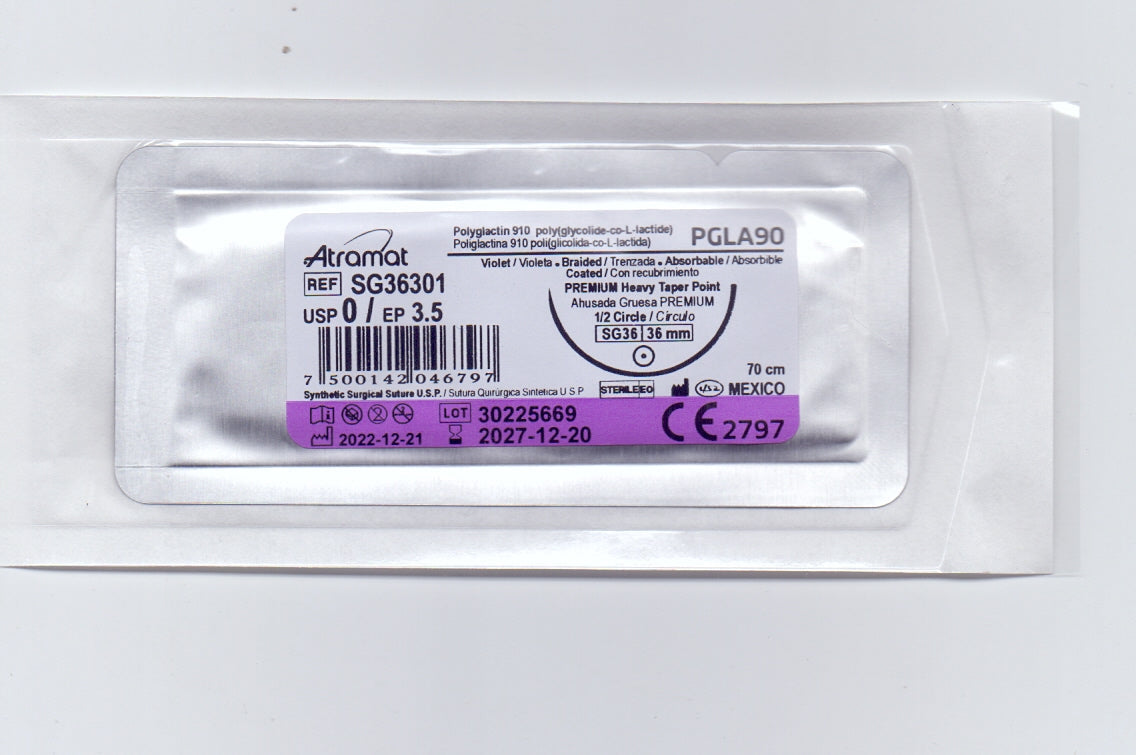 Atramat
REF SG36301
USP 0 / EP 3.5
7 500142 046797
Synthetic Surgical Suture U.S.P. / Sutura Quirúrgica Sintetica U S P
Polyglactin 910 poly(glycolide-co-L-lactide)
Poliglactina 910 poli(glicolida-co-L-lactida)
PGLA90
Violet / Violeta • Braided / Trenzada • Absorbable / Absorbible
Coated / Con recubrimiento
PREMIUM Heavy Taper Point
Ahusada Gruesa PREMIUM
1/2 Circle / Círculo
SG36 36 mm
70 cm
STERILE EO
MEXICO
LOT 30225669
2022-12-21
2027-12-20
CE 2797